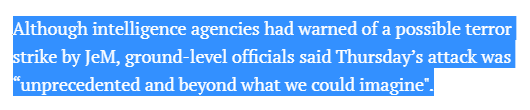 Although intelligence agencies had warned of a possible terror
strike by JeM, ground-level officials said Thursday’s attack was
“unprecedented and beyond what we could imagine".